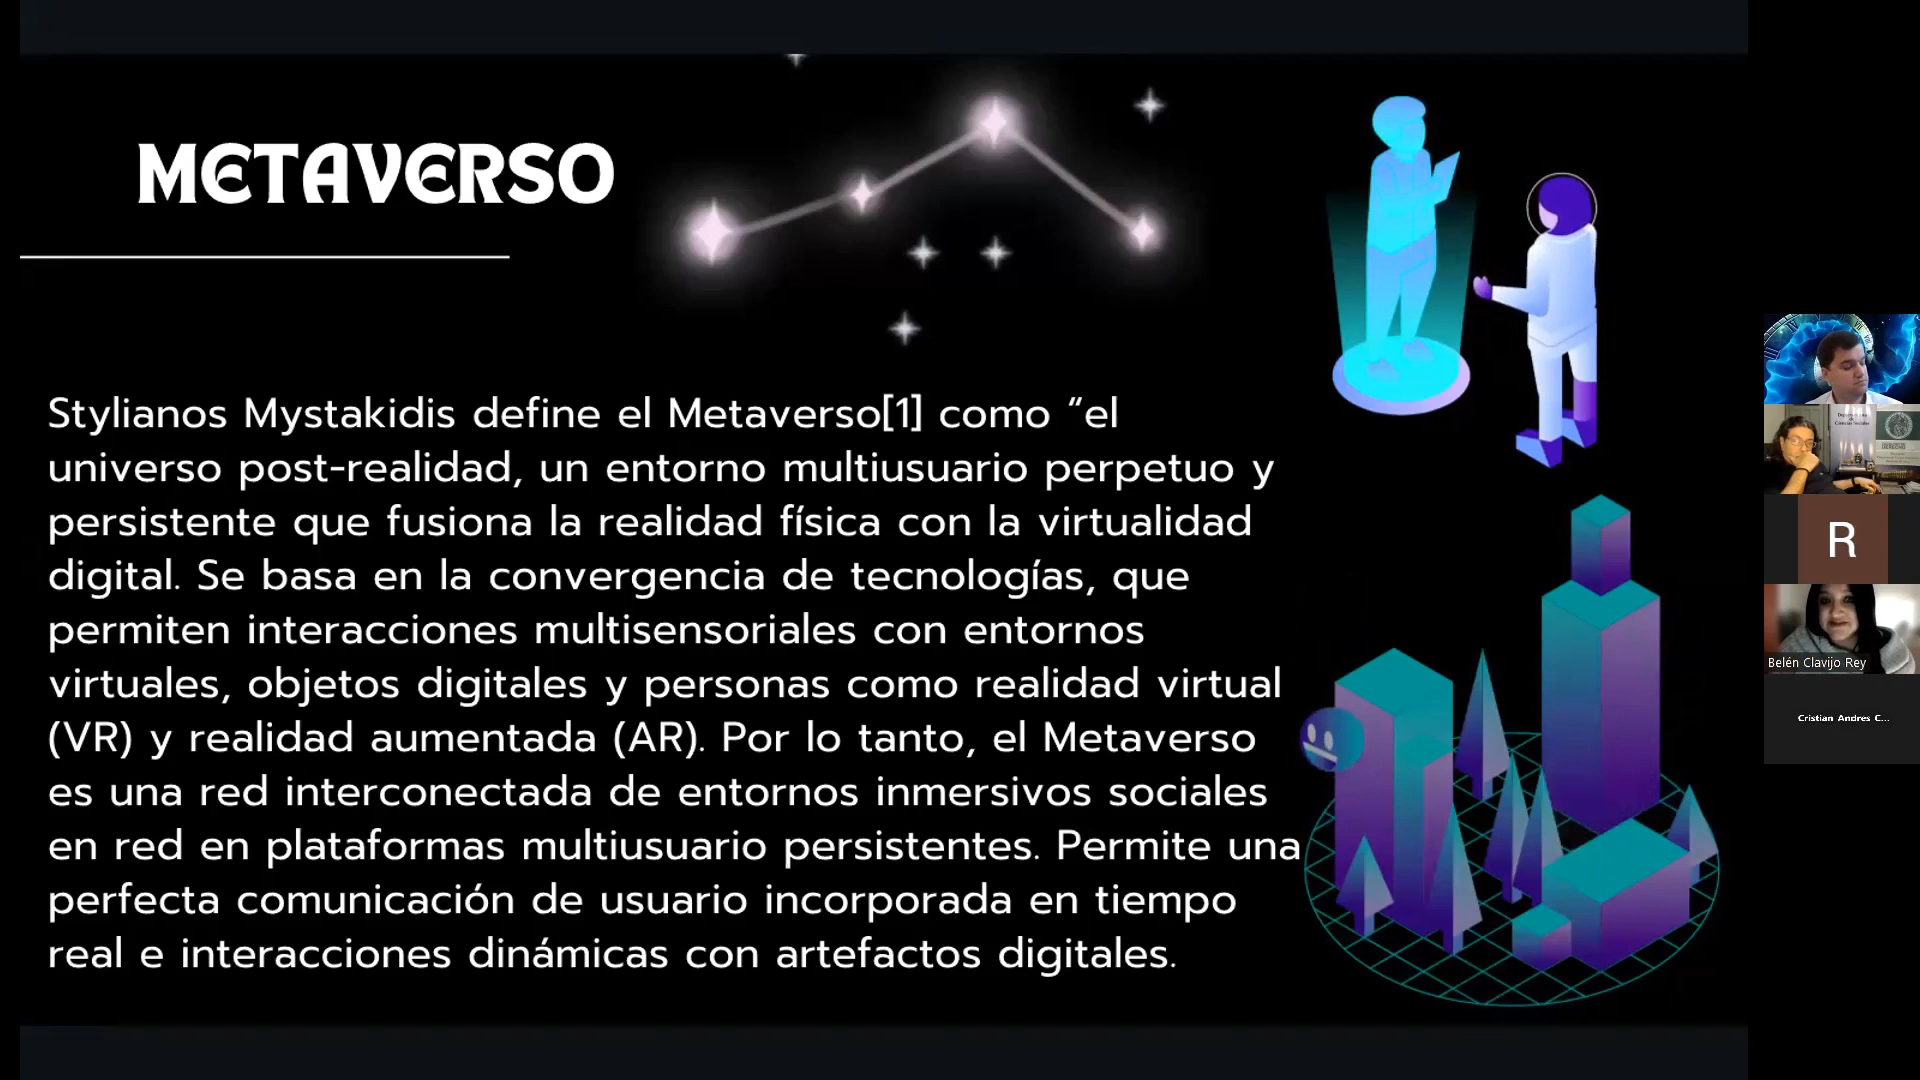 METAVERSO
Stylianos Mystakidis define el Metaverso[1] como “el
universo post-realidad, un entorno multiusuario perpetuo y
persistente que fusiona la realidad física con la virtualidad
digital. Se basa en la convergencia de tecnologías, que
permiten interacciones multisensoriales con entornos
virtuales, objetos digitales y personas como realidad virtual
(VR) y realidad aumentada (AR). Por lo tanto, el Metaverso
es una red interconectada de entornos inmersivos sociales
en red en plataformas multiusuario persistentes. Permite una
perfecta comunicación de usuario incorporada en tiempo
real e interacciones dinámicas con artefactos digitales.
R
Belén Clavijo Rey
Cristian Andres C...